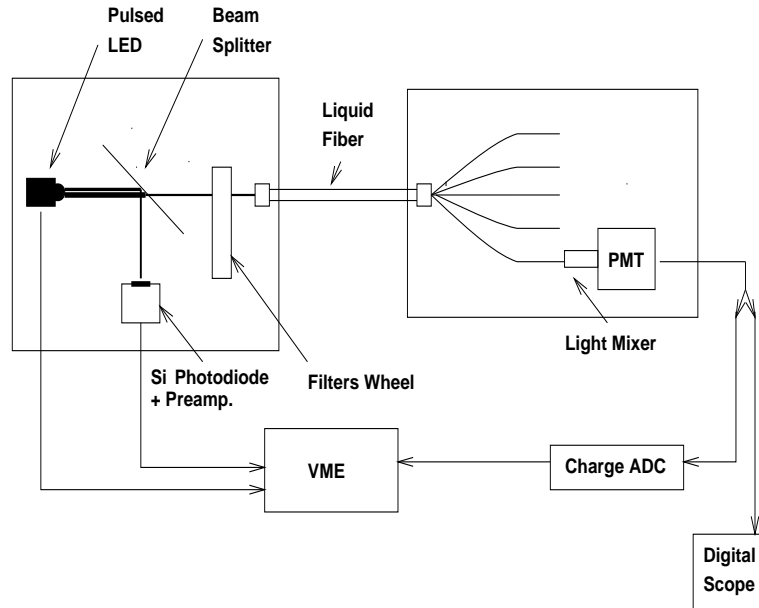 Pulsed
LED
Beam
Splitter
Liquid
Fiber
PMT
Light Mixer
Si Photodiode
+ Preamp.
Filters Wheel
VME
Charge ADC
Digital
Scope